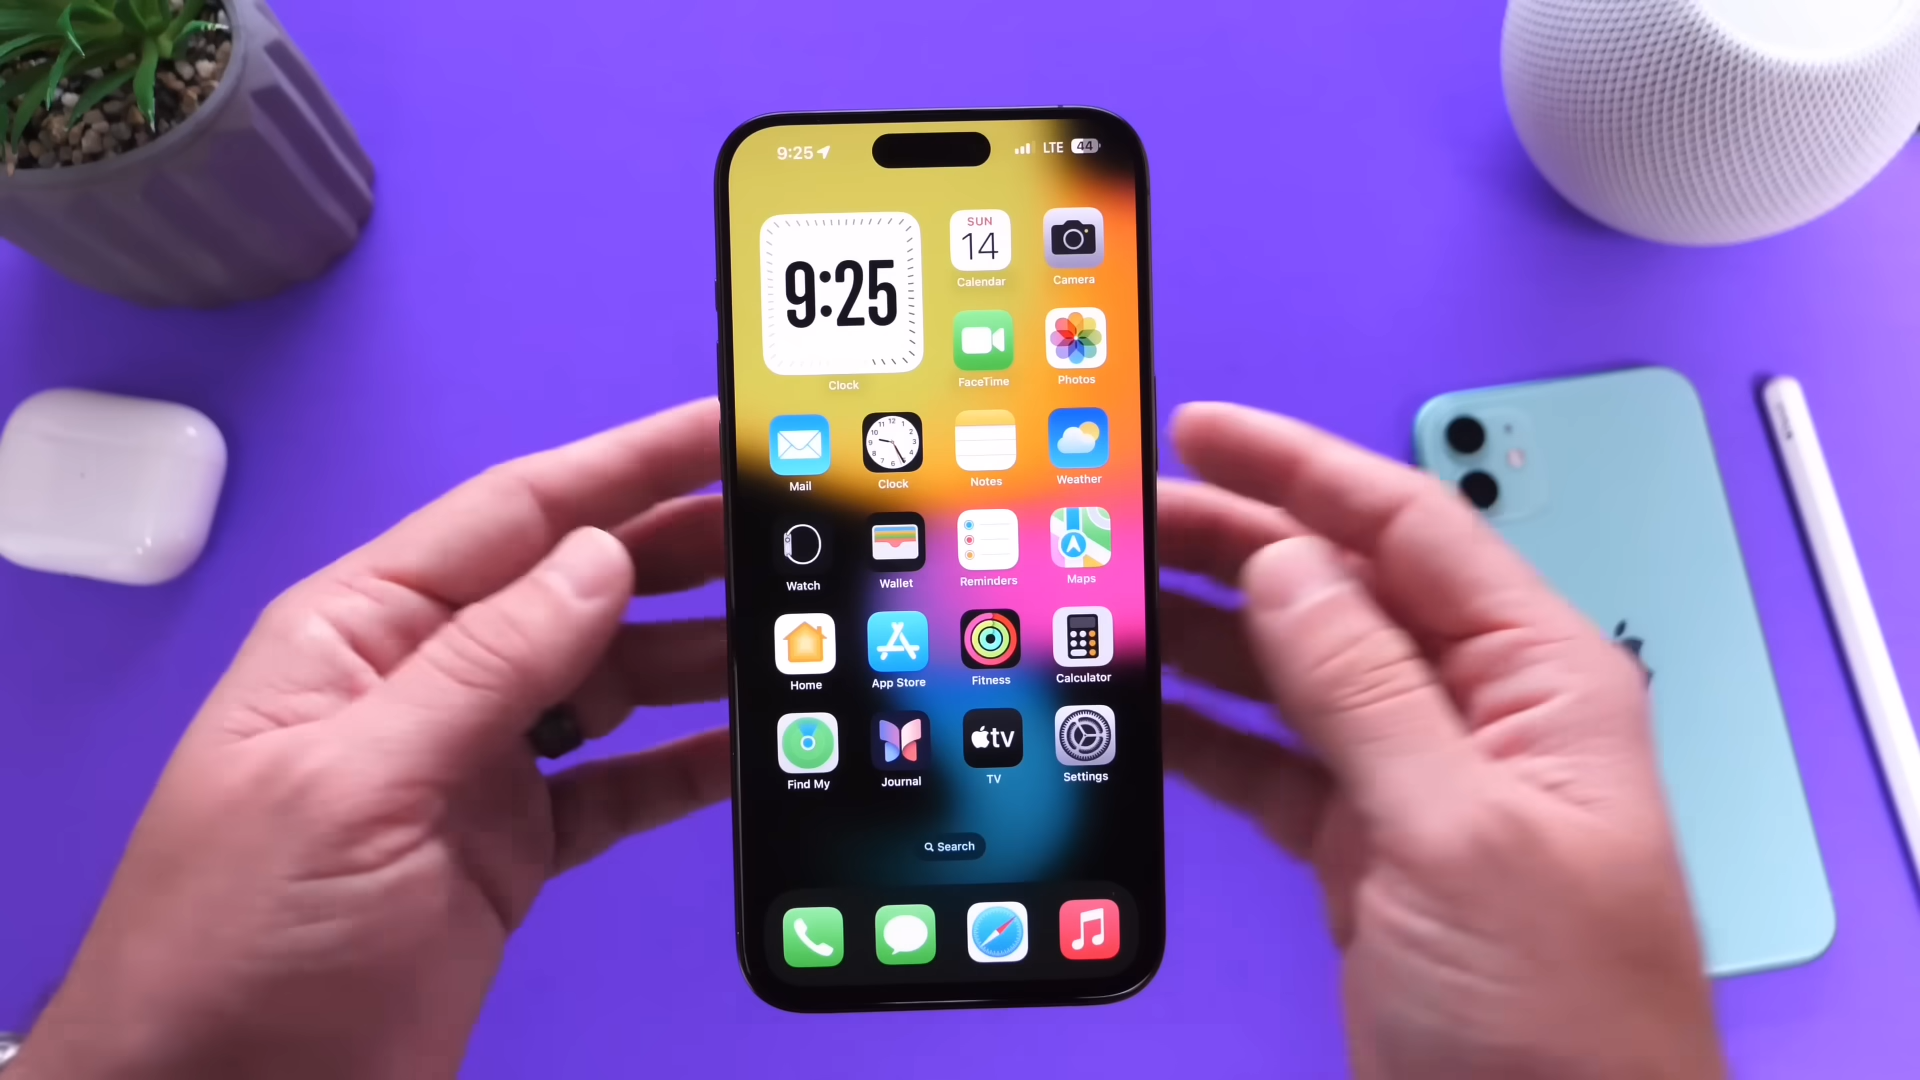 9:25
LTE 44
9:25
Clock
SUN
14
Calendar
Camera
FaceTime
Photos
Mail
Clock
Notes
Weather
Watch
Wallet
Reminders
Maps
Home
App Store
Fitness
Calculator
Find My
Journal
tv
TV
Settings
Search